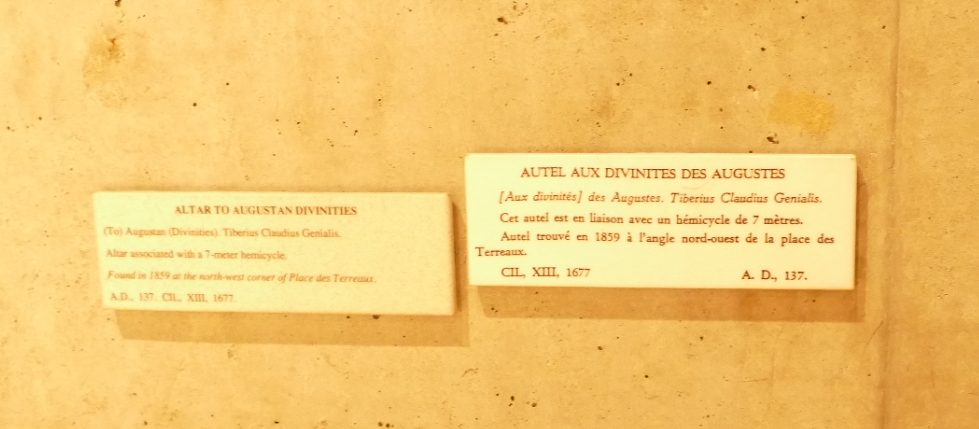 ALTAR TO AUGUSTAN DIVINITIES
(To) Augustan (Divinities). Tiberius Claudius Genialis.
Altar associated with a 7-meter hemicycle.
Found in 1859 at the north-west corner of Place des Terreaux.
A.D., 137. CIL, XIII, 1677.
AUTEL AUX DIVINITES DES AUGUSTES
[Aux divinités] des Augustes. Tiberius Claudius Genialis.
Cet autel est en liaison avec un hémicycle de 7 mètres.
Autel trouvé en 1859 à l'angle nord-ouest de la place des
Terreaux.
CIL, XIII, 1677 A. D., 137.